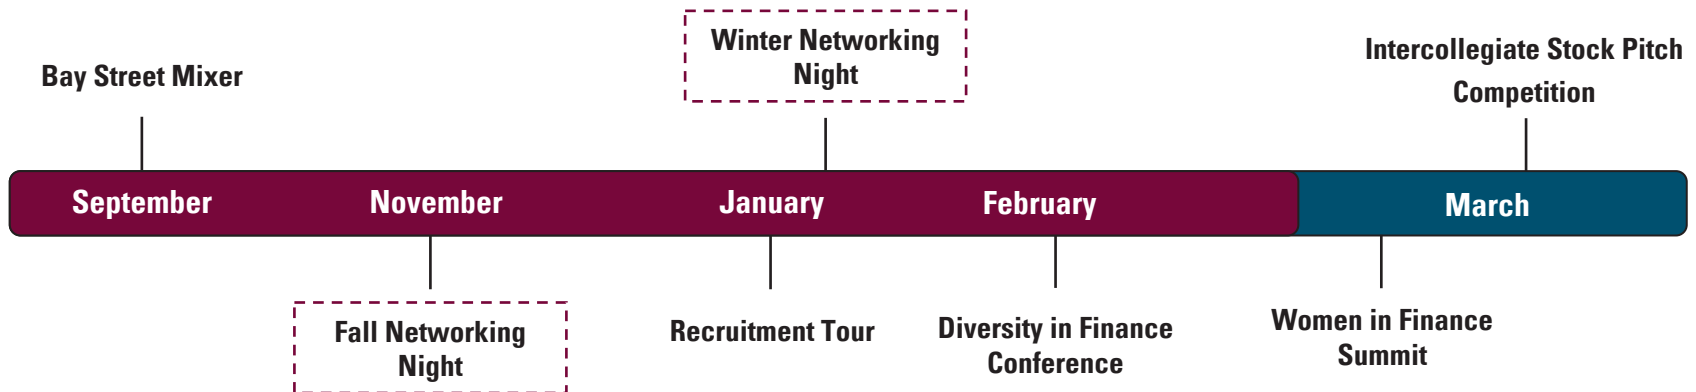 Bay Street Mixer
Winter Networking
Night
Intercollegiate Stock Pitch
Competition
September
November
January
February
March
Fall Networking
Night
Recruitment Tour
Diversity in Finance
Conference
Women in Finance
Summit